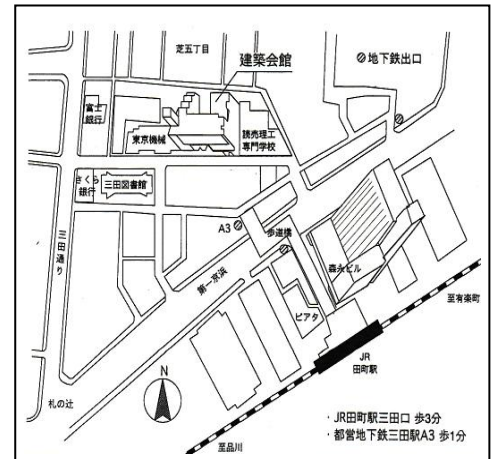 芝五丁目
建築会館
地下鉄出口
富士
銀行
東京機械
読売理工
専門学校
さくら
銀行
三田図書館
三田通り
A3
歩道橋
第一京浜
森永ビル
ピアタ
至有楽町
JR
田町駅
N
札の辻
至品川
・JR田町駅三田口 歩3分
・都営地下鉄三田駅A3 歩1分